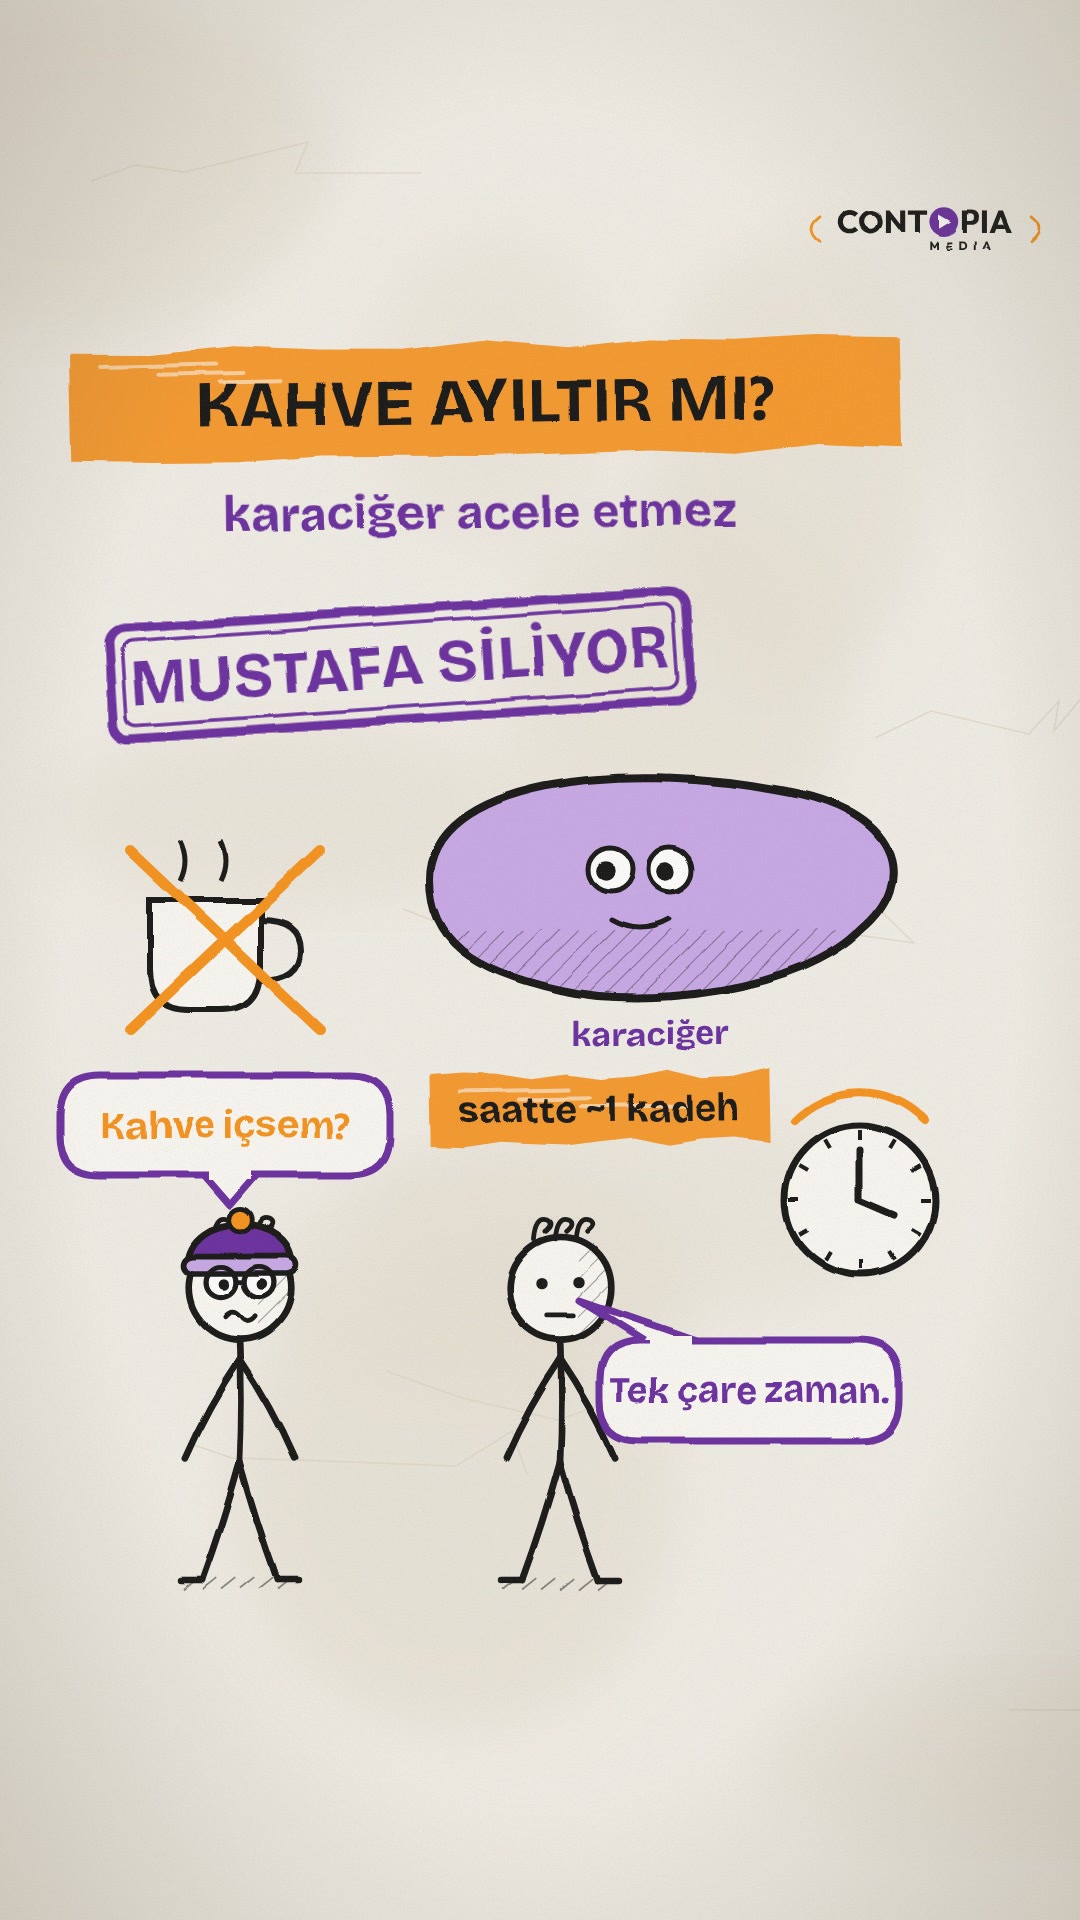 CONTOPIA
MEDIA
KAHVE AYILTIR MI?
karaciğer acele etmez
MUSTAFA SİLİYOR
karaciğer
saatte ~1 kadeh
Kahve içsem?
Tek çare zaman.